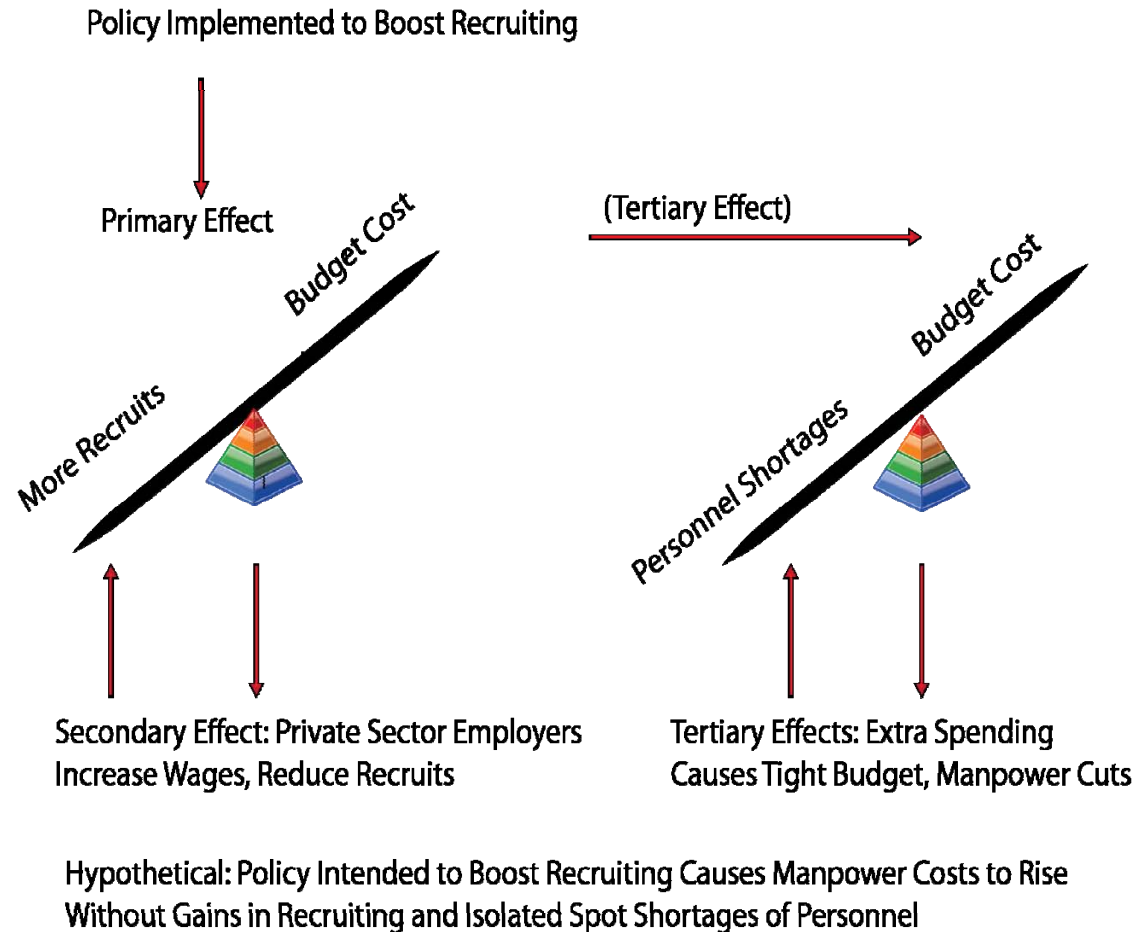 Policy Implemented to Boost Recruiting
Primary Effect
Budget Cost
More Recruits
(Tertiary Effect)
Budget Cost
Personnel Shortages
Secondary Effect: Private Sector Employers
Increase Wages, Reduce Recruits
Tertiary Effects: Extra Spending
Causes Tight Budget, Manpower Cuts
Hypothetical: Policy Intended to Boost Recruiting Causes Manpower Costs to Rise
Without Gains in Recruiting and Isolated Spot Shortages of Personnel